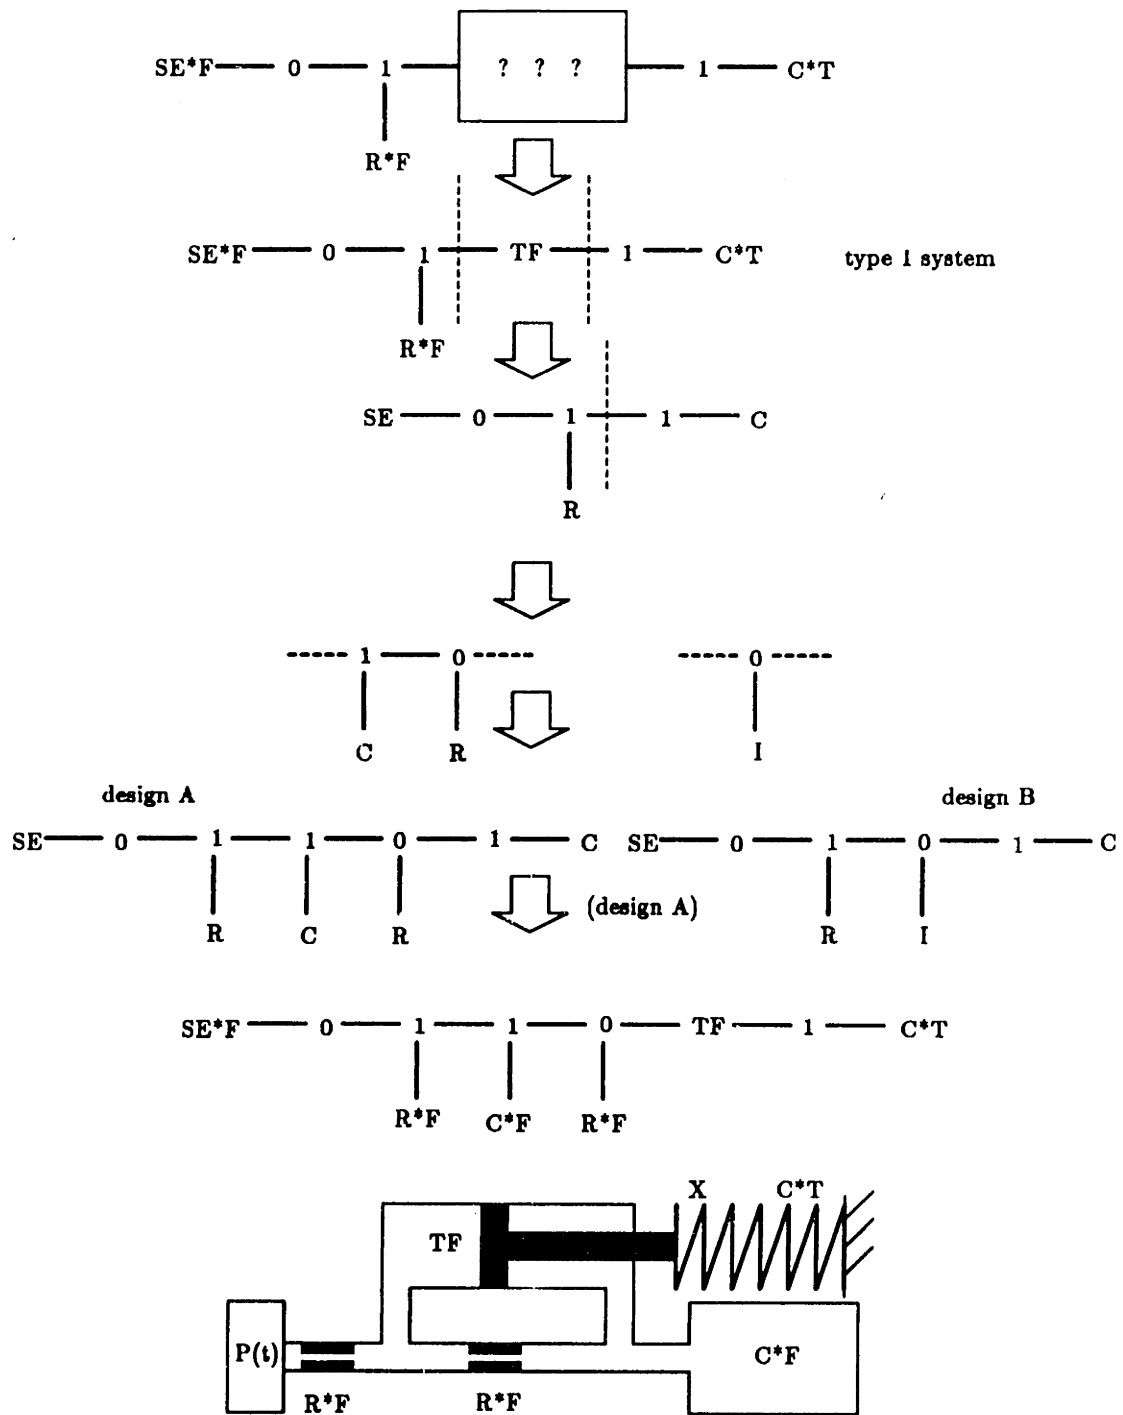 SE*F 0 1 ? ? ? 1 C*T
R*F
SE*F 0 1 TF 1 C*T type 1 system
R*F
SE 0 1 1 C
R
1 0 0
C R I
design A design B
SE 0 1 1 0 1 C SE 0 1 0 1 C
(design A)
R C R R I
SE*F 0 1 1 0 TF 1 C*T
R*F C*F R*F
X C*T
TF
P(t) C*F
R*F R*F